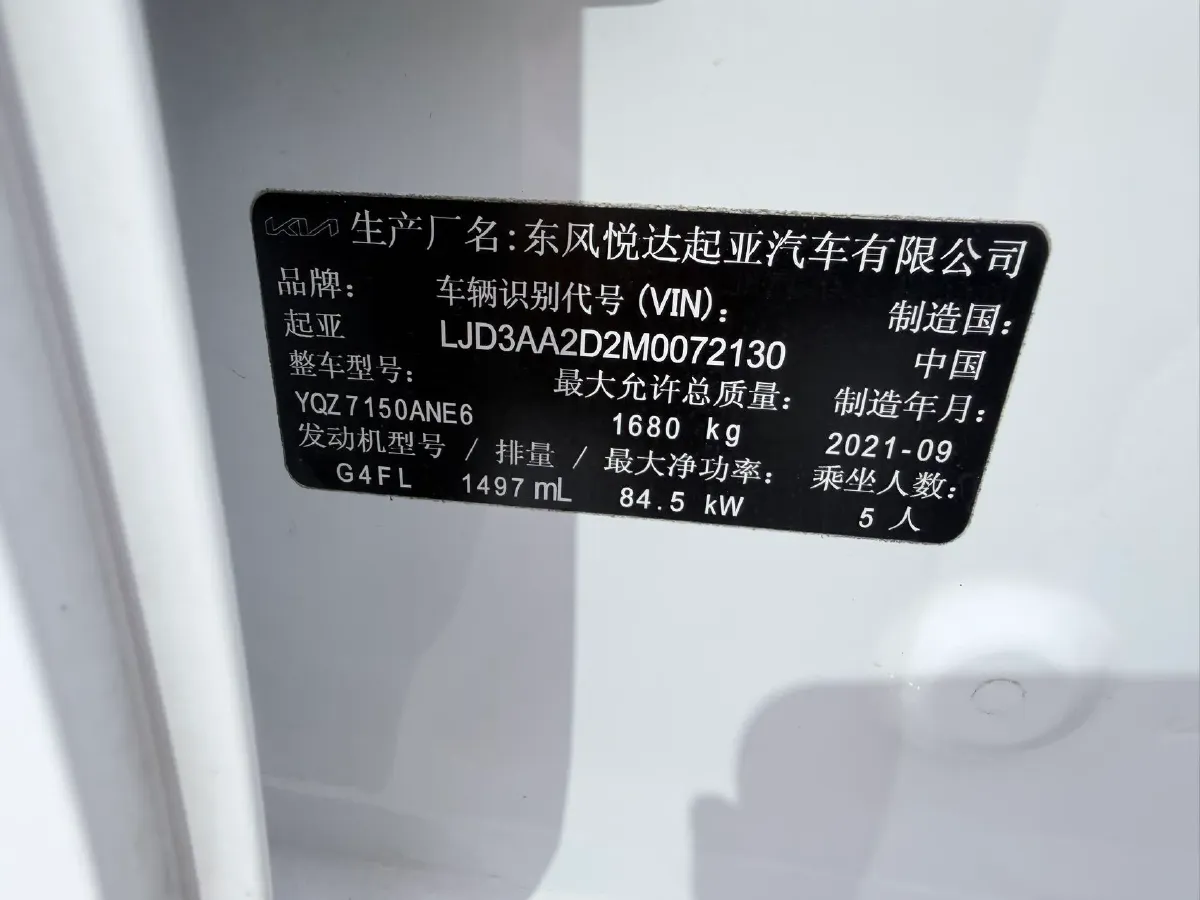 KIA 生产厂名:东风悦达起亚汽车有限公司
品牌: 车辆识别代号 (VIN): 制造国:
起亚 LJD3AA2D2M0072130 中国
整车型号: 最大允许总质量: 制造年月:
YQZ7150ANE6 1680 kg 2021-09
发动机型号 / 排量 / 最大净功率: 乘坐人数:
G4FL 1497 mL 84.5 kW 5 人